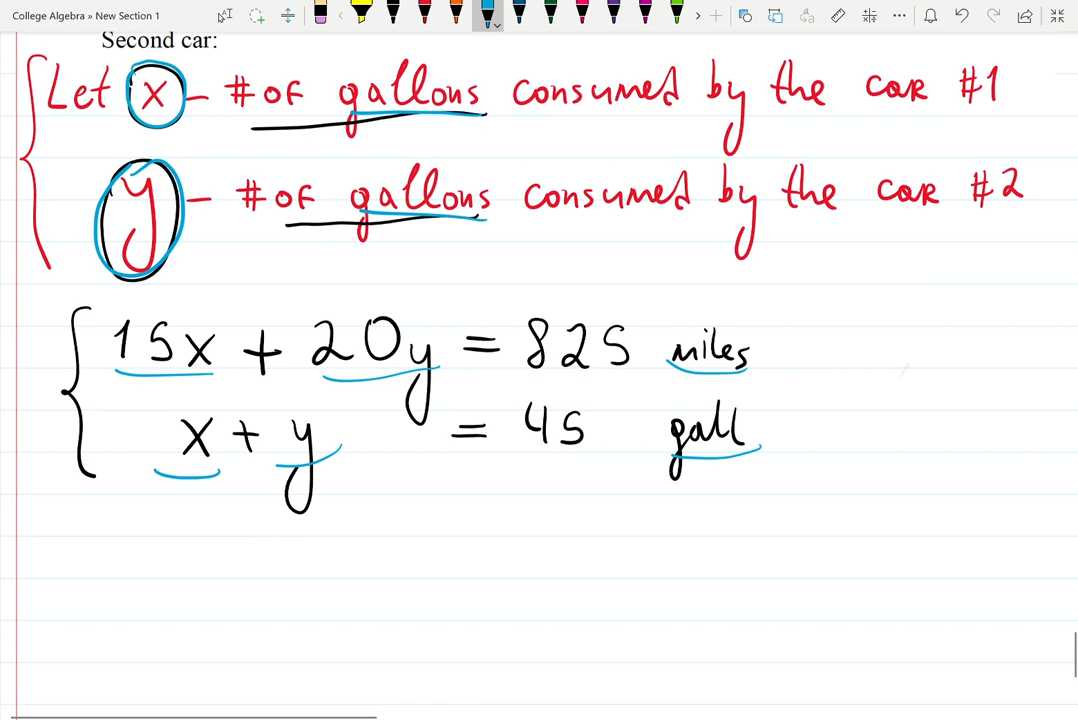 College Algebra » New Section 1
Second car:
Let x - # of gallons consumed by the car #1
y - # of gallons consumed by the car #2
15x + 20y = 825 miles
x + y = 45 gall